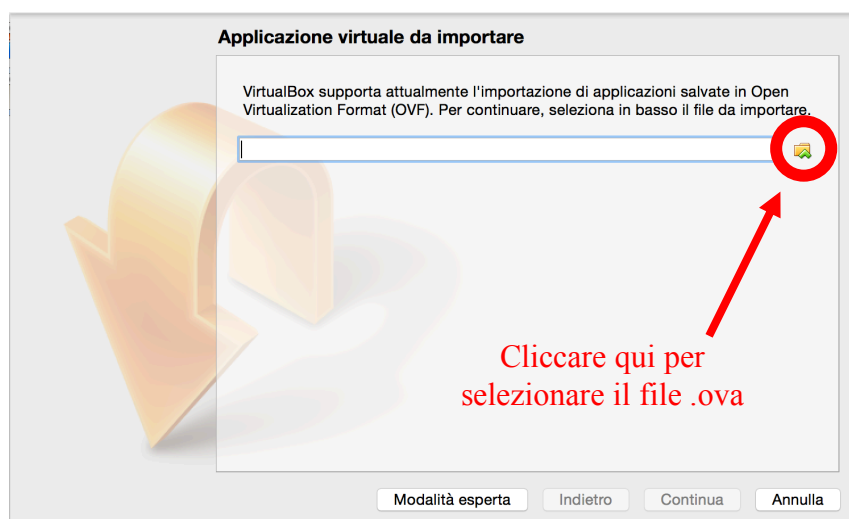 Applicazione virtuale da importare
VirtualBox supporta attualmente l'importazione di applicazioni salvate in Open
Virtualization Format (OVF). Per continuare, seleziona in basso il file da importare.
Cliccare qui per
selezionare il file .ova
Modalità esperta Indietro Continua Annulla